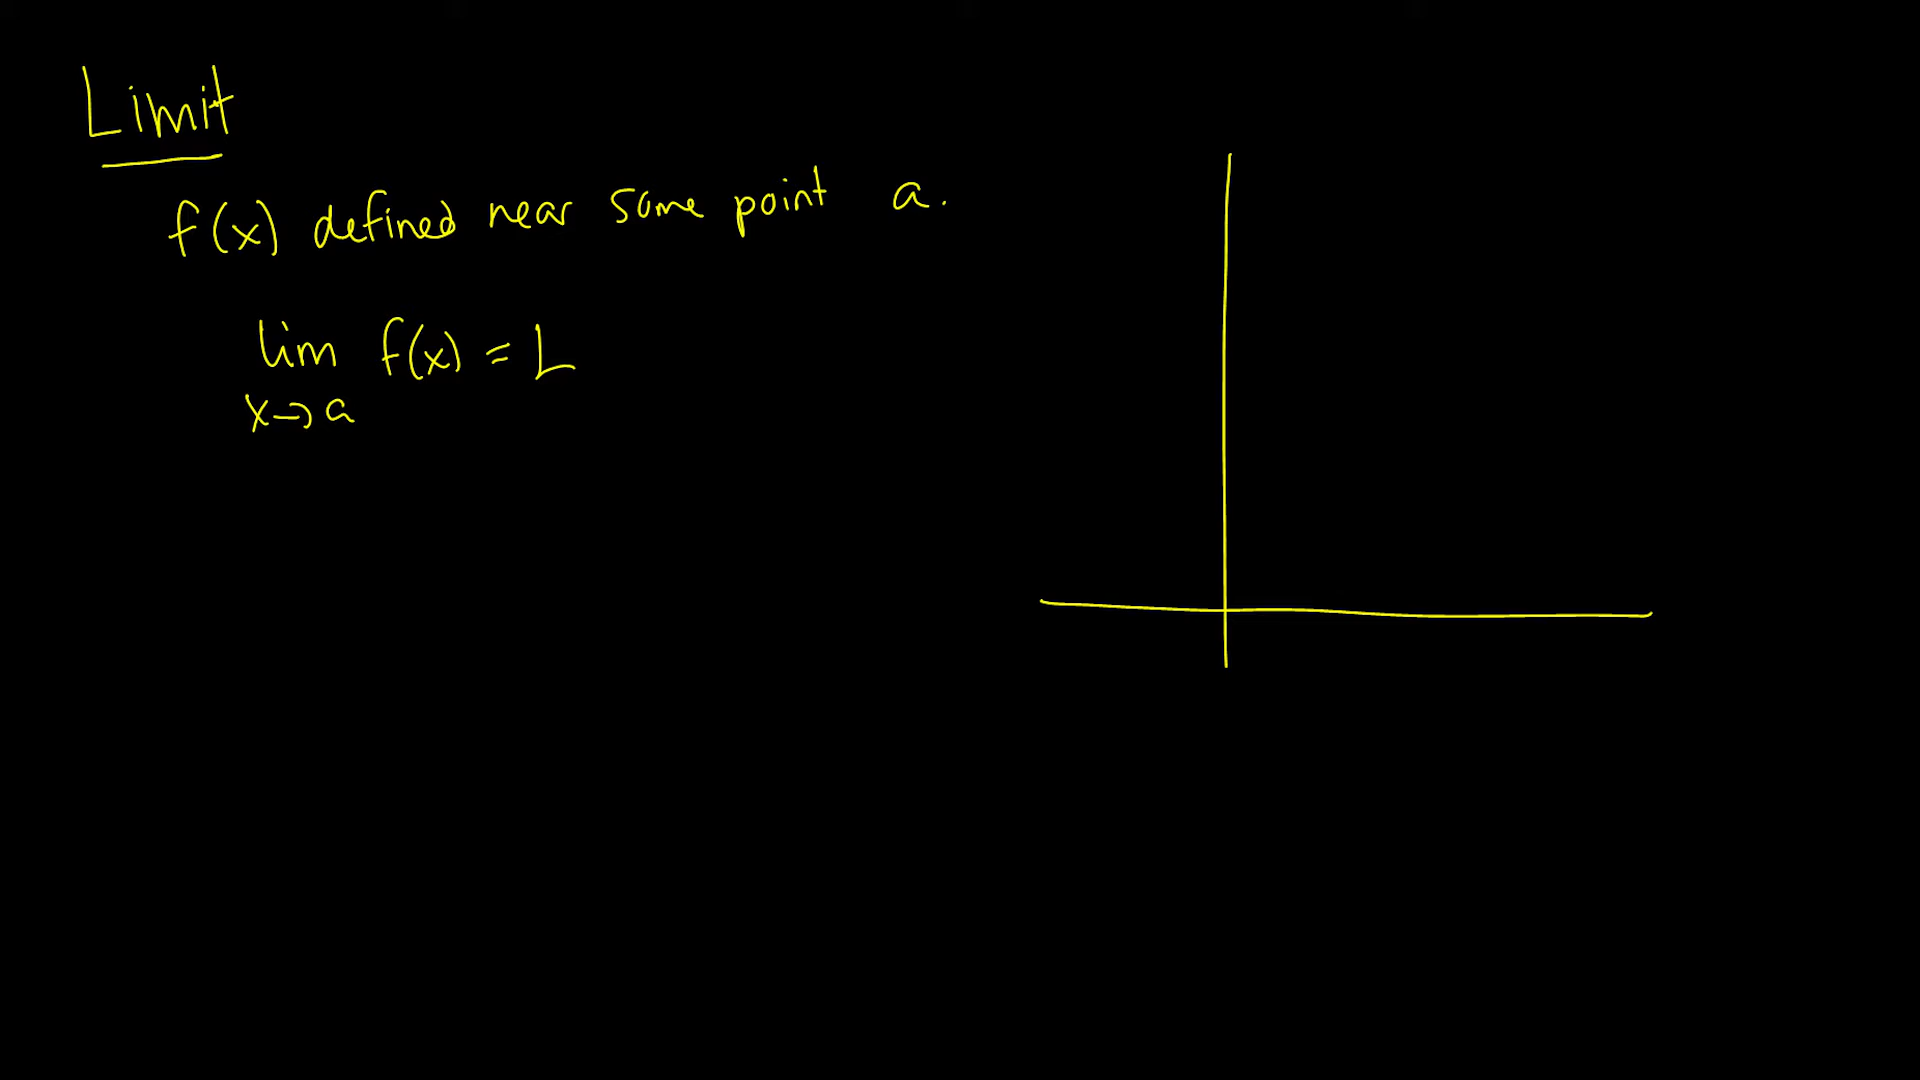 Limit
f(x) defined near some point a.
lim f(x) = L
x→a